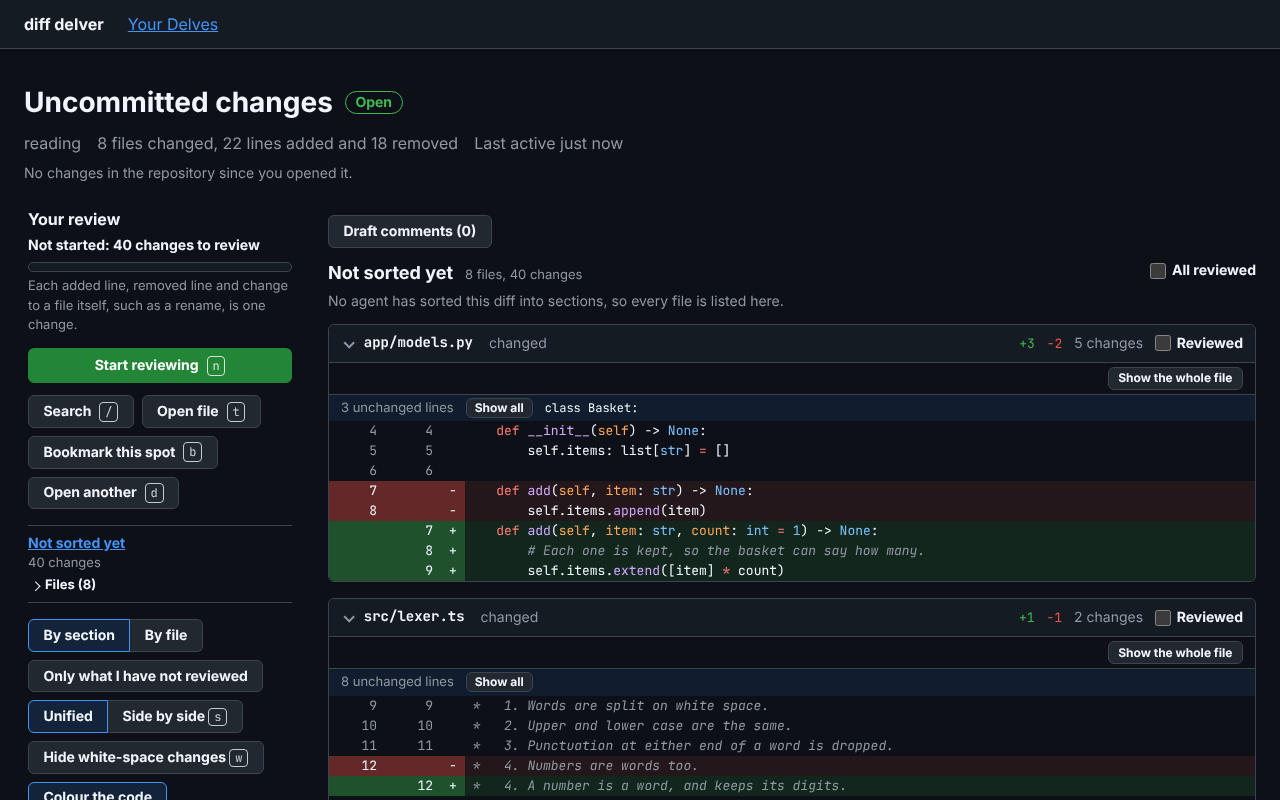 diff delver Your Delves
Uncommitted changes Open
reading 8 files changed, 22 lines added and 18 removed Last active just now
No changes in the repository since you opened it.
Your review
Not started: 40 changes to review
Each added line, removed line and change
to a file itself, such as a rename, is one
change.
Start reviewing n
Search / Open file t
Bookmark this spot b
Open another d
Not sorted yet
40 changes
Files (8)
By section By file
Only what I have not reviewed
Unified Side by side s
Hide white-space changes w
Colour the code
Draft comments (0)
Not sorted yet 8 files, 40 changes All reviewed
No agent has sorted this diff into sections, so every file is listed here.
app/models.py changed +3 -2 5 changes Reviewed
Show the whole file
3 unchanged lines Show all class Basket:
4 4 def __init__(self) -> None:
5 5 self.items: list[str] = []
6 6
7 - def add(self, item: str) -> None:
8 - self.items.append(item)
7 + def add(self, item: str, count: int = 1) -> None:
8 + # Each one is kept, so the basket can say how many.
9 + self.items.extend([item] * count)
src/lexer.ts changed +1 -1 2 changes Reviewed
Show the whole file
8 unchanged lines Show all
9 9 * 1. Words are split on white space.
10 10 * 2. Upper and lower case are the same.
11 11 * 3. Punctuation at either end of a word is dropped.
12 - * 4. Numbers are words too.
12 + * 4. A number is a word, and keeps its digits.